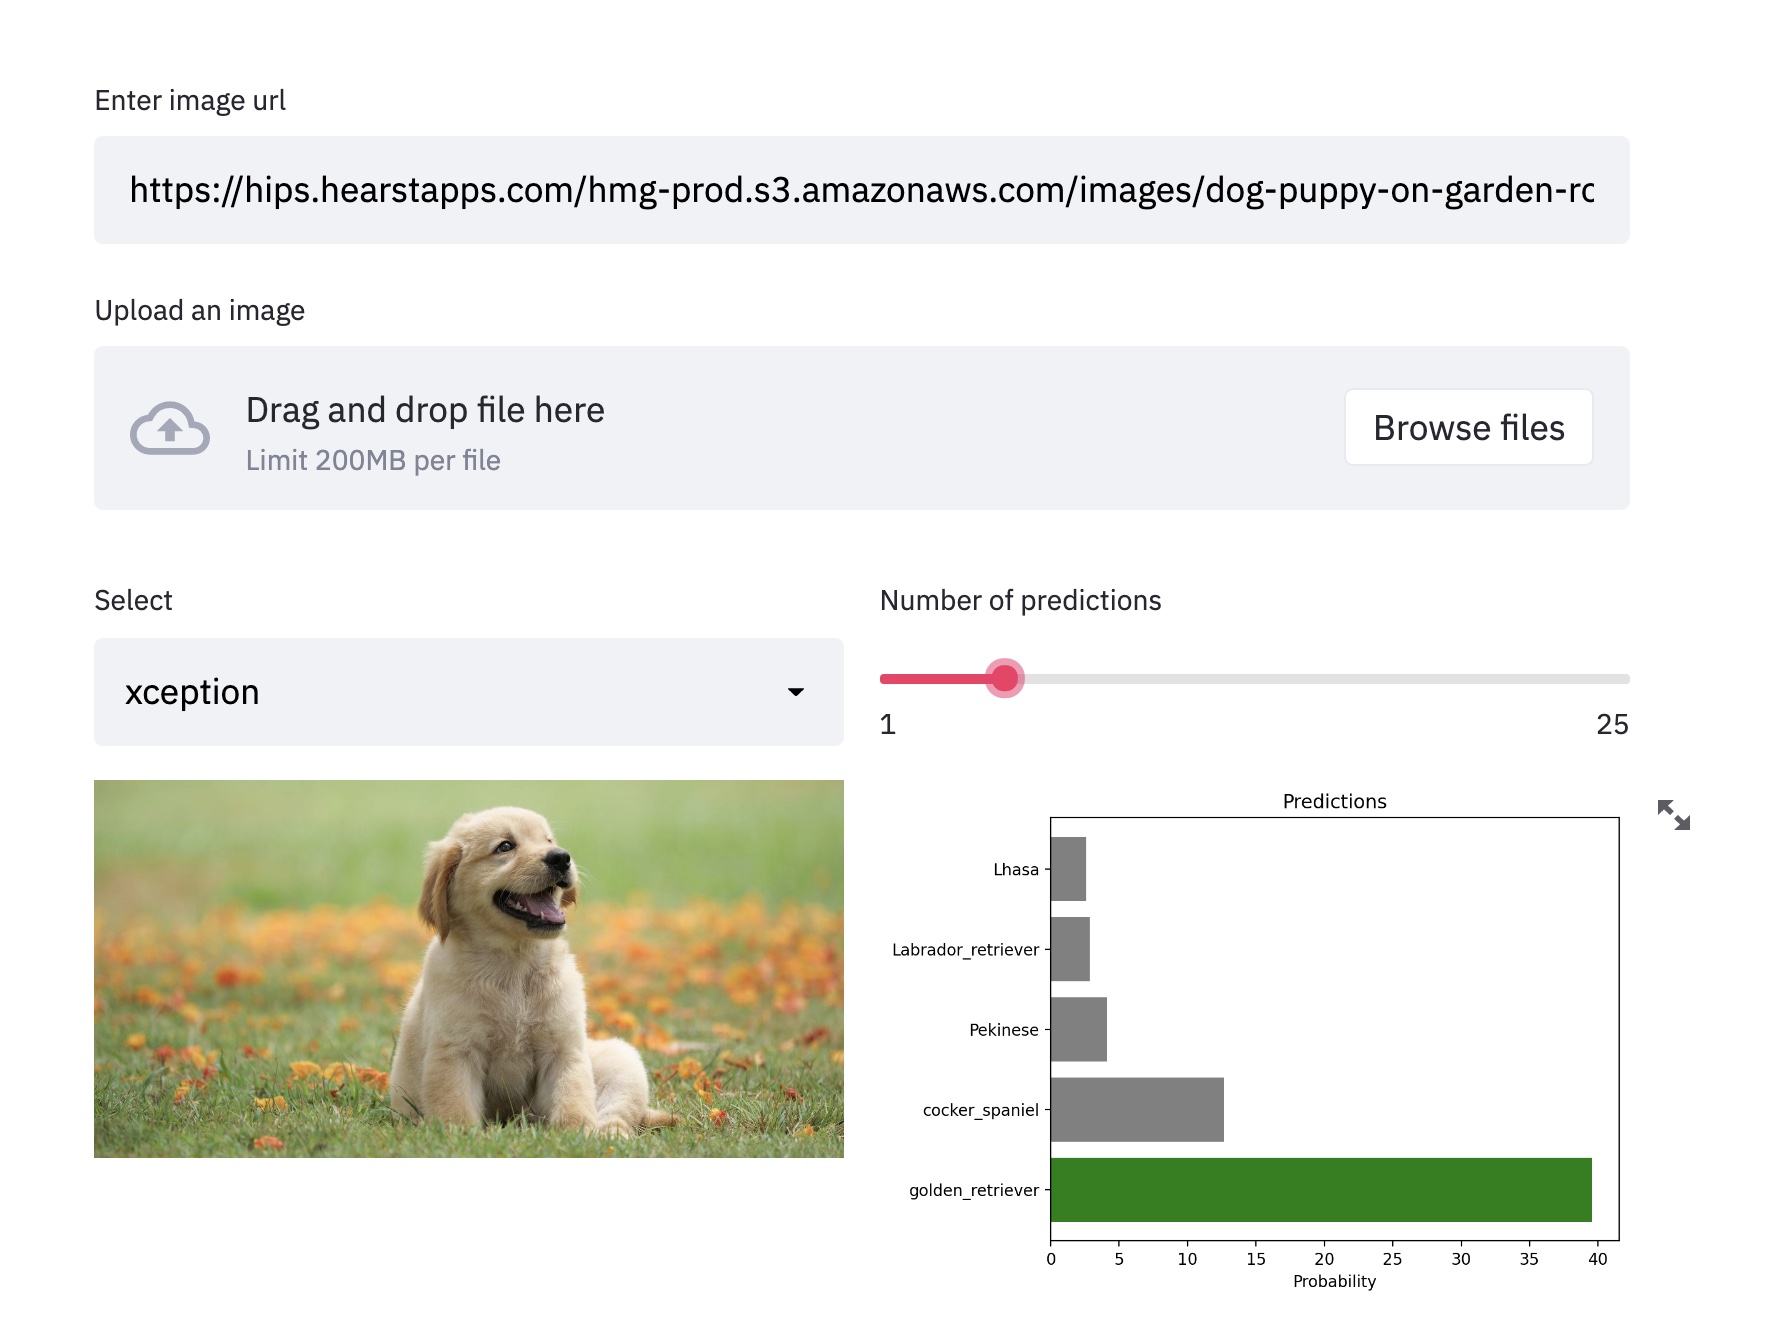 Enter image url
https://hips.hearstapps.com/hmg-prod.s3.amazonaws.com/images/dog-puppy-on-garden-ro
Upload an image
Drag and drop file here
Limit 200MB per file
Browse files
Select
xception
Number of predictions
1
25
Predictions
Lhasa
Labrador_retriever
Pekinese
cocker_spaniel
golden_retriever
0 5 10 15 20 25 30 35 40
Probability